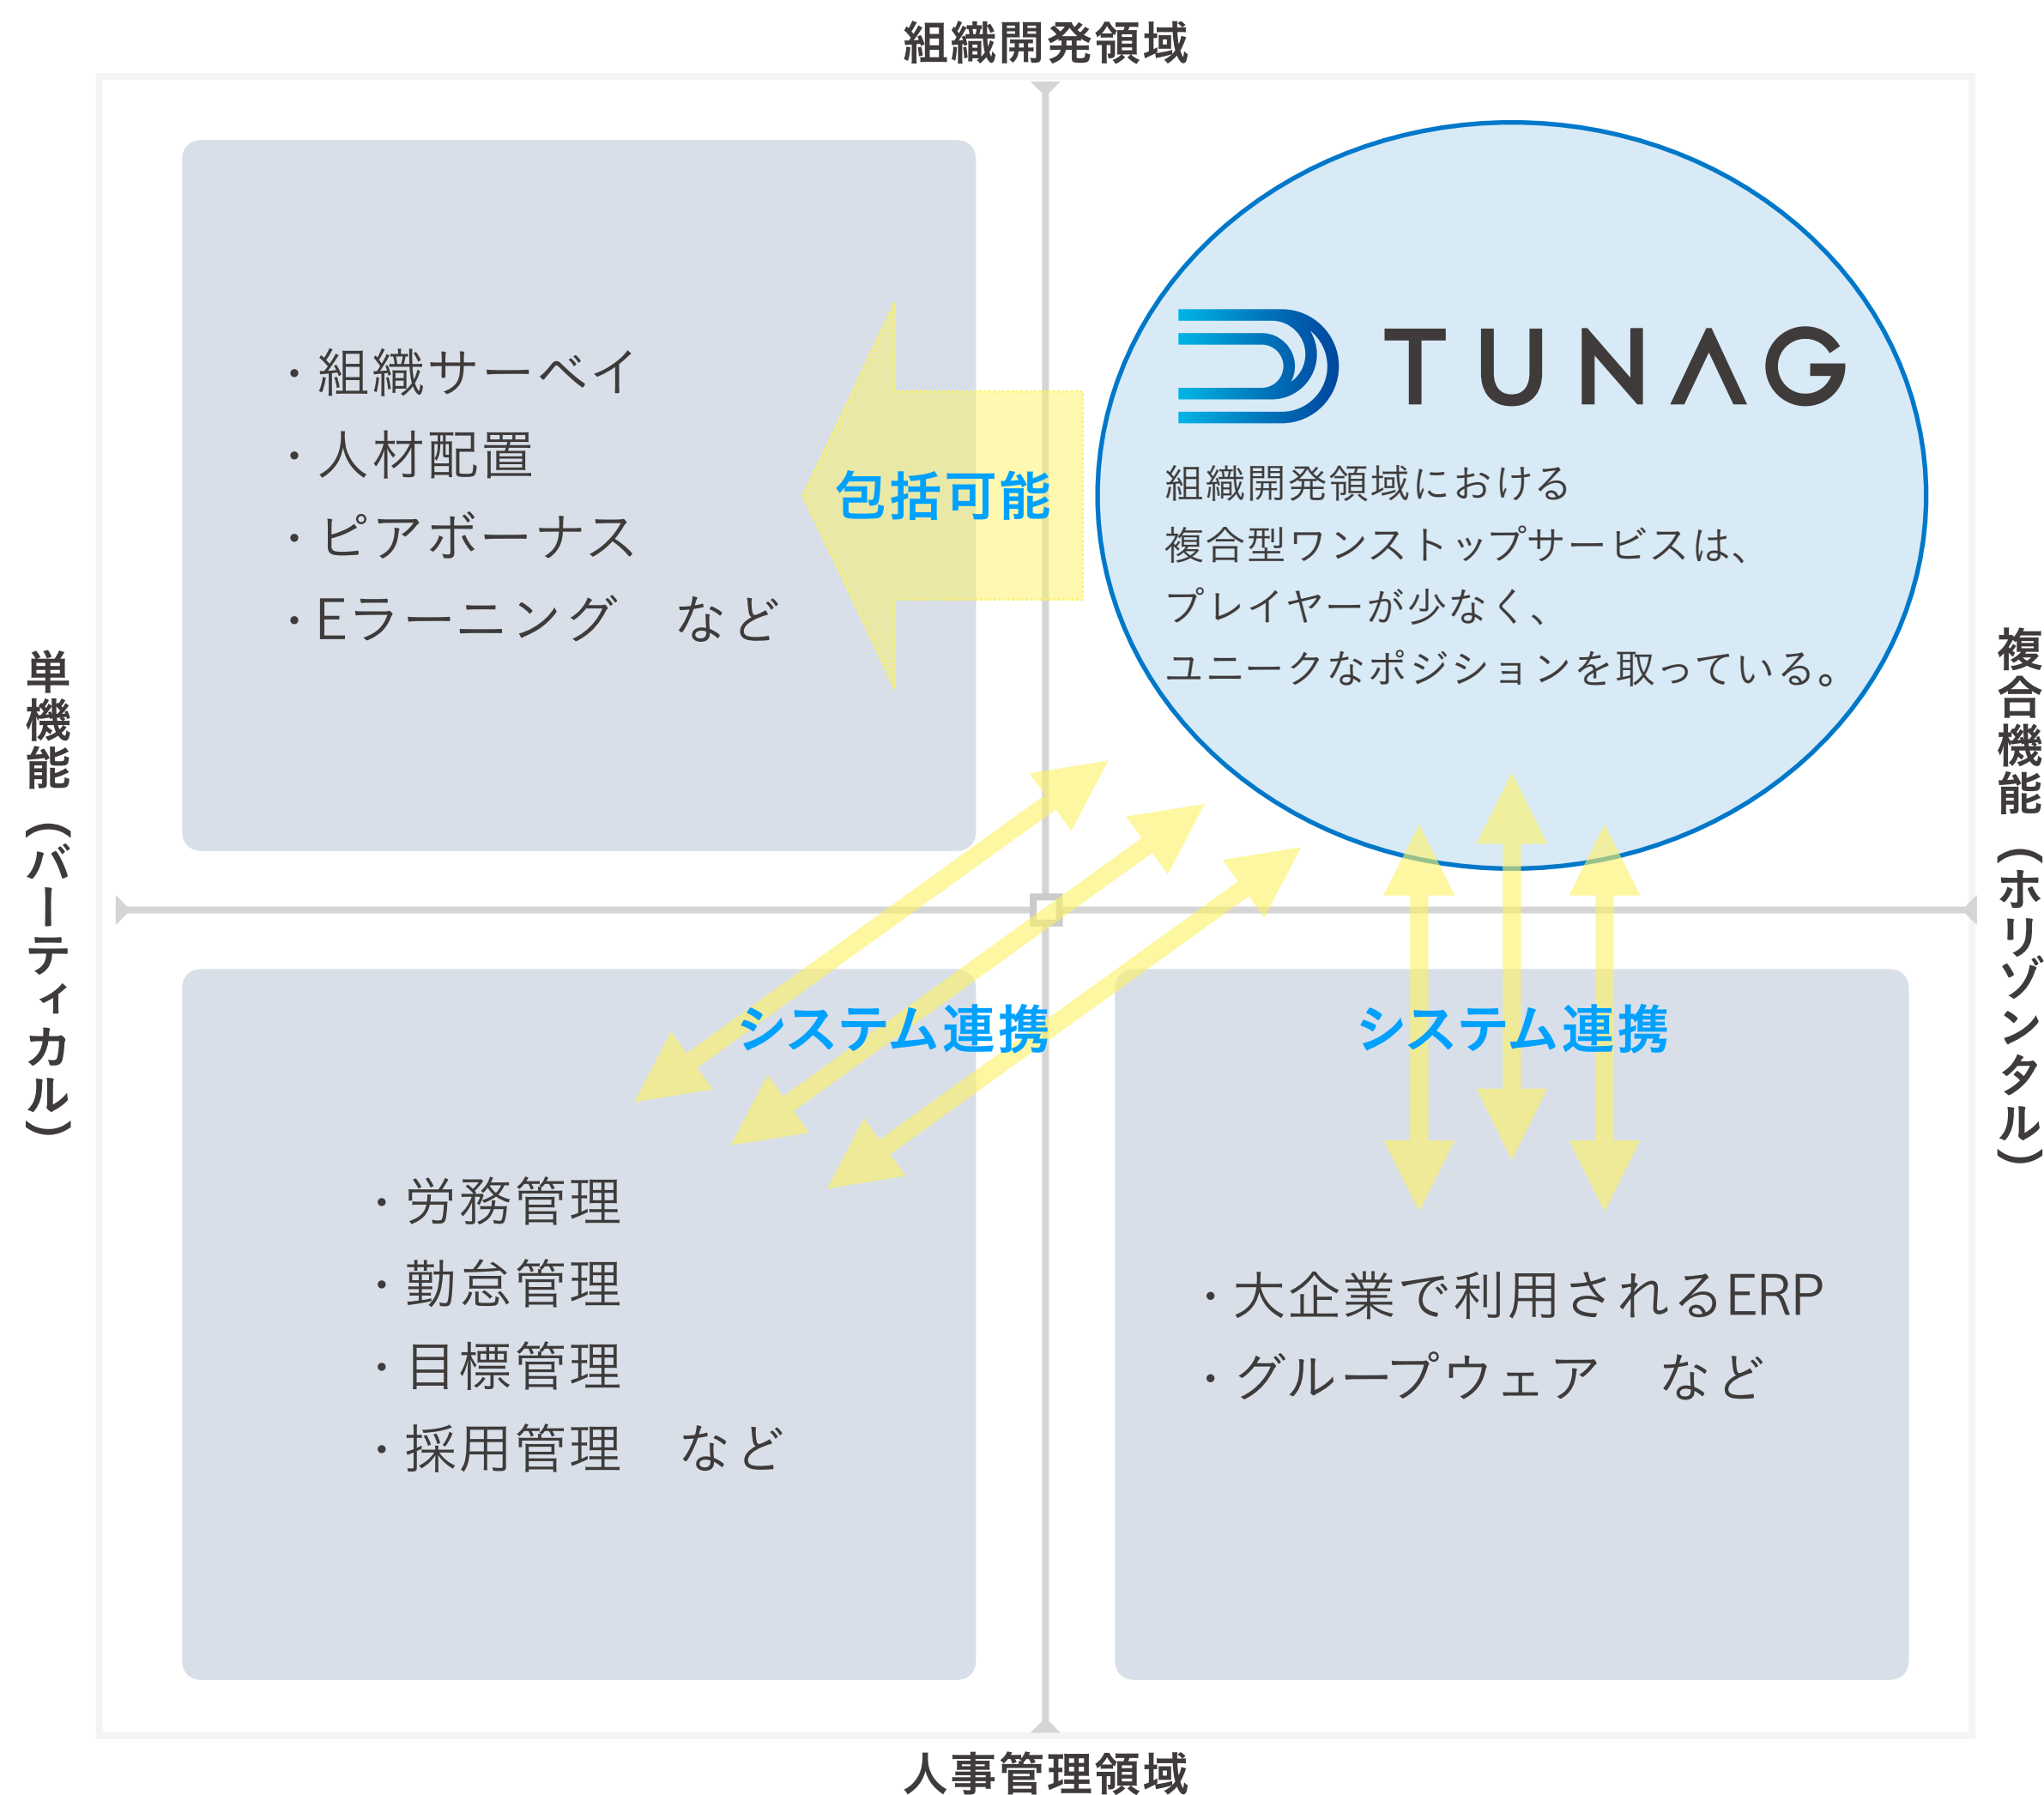 組織開発領域
単機能（バーティカル）
・組織サーベイ
・人材配置
・ピアボーナス
・Eラーニング　など
包括可能
TUNAG
組織開発領域における
複合型ワンストップサービスは、
プレイヤーが少なく、
ユニークなポジションを取っている。
複合機能（ホリゾンタル）
システム連携
・労務管理
・勤怠管理
・目標管理
・採用管理　など
システム連携
・大企業で利用されるERP
・グループウェア　など
人事管理領域